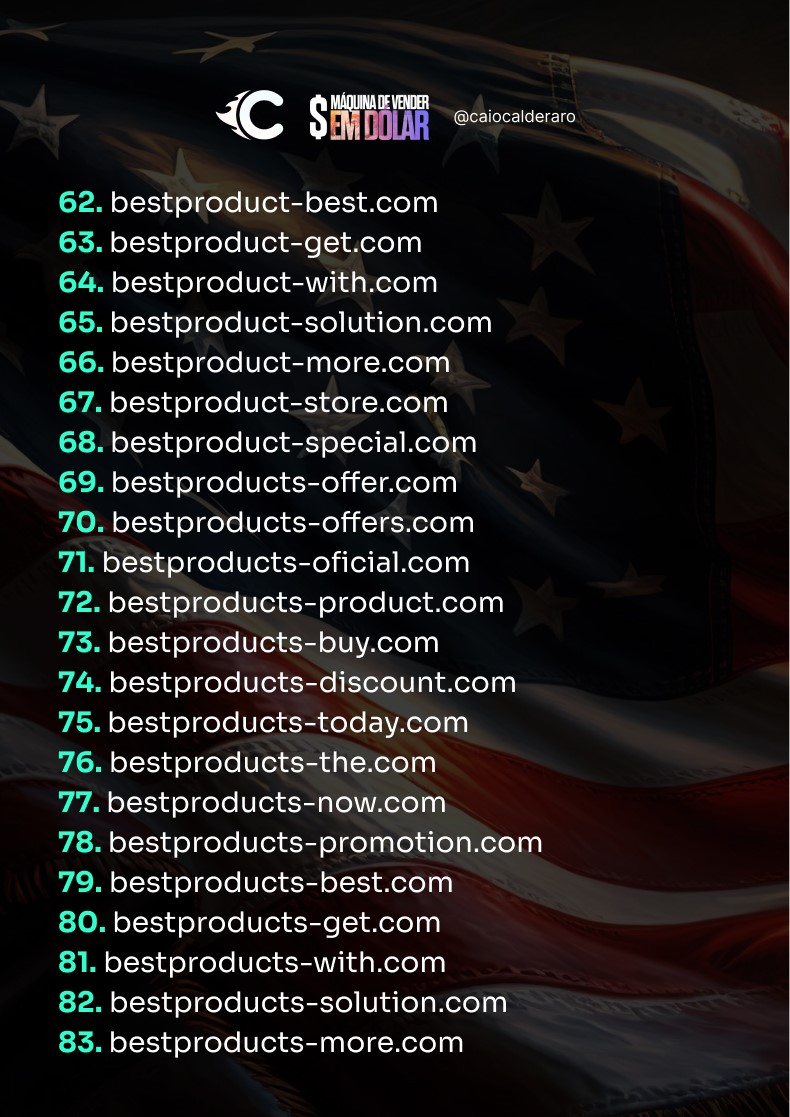 C
MÁQUINA DE VENDER
$EM DÓLAR
@caiocalderaro
62. bestproduct-best.com
63. bestproduct-get.com
64. bestproduct-with.com
65. bestproduct-solution.com
66. bestproduct-more.com
67. bestproduct-store.com
68. bestproduct-special.com
69. bestproducts-offer.com
70. bestproducts-offers.com
71. bestproducts-oficial.com
72. bestproducts-product.com
73. bestproducts-buy.com
74. bestproducts-discount.com
75. bestproducts-today.com
76. bestproducts-the.com
77. bestproducts-now.com
78. bestproducts-promotion.com
79. bestproducts-best.com
80. bestproducts-get.com
81. bestproducts-with.com
82. bestproducts-solution.com
83. bestproducts-more.com